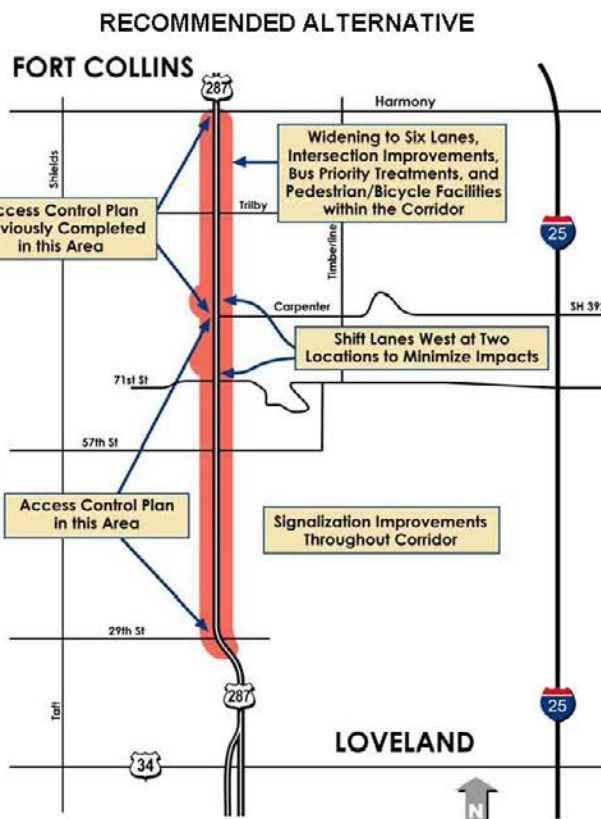 RECOMMENDED ALTERNATIVE
FORT COLLINS
287
Harmony
Widening to Six Lanes,
Intersection Improvements,
Bus Priority Treatments, and
Pedestrian/Bicycle Facilities
within the Corridor
Shields
ccess Control Plan
viously Completed
in this Area
Trilby
Timberline
25
Carpenter
SH 39
Shift Lanes West at Two
Locations to Minimize Impacts
71st St
57th St
Access Control Plan
in this Area
Signalization Improvements
Throughout Corridor
29th St
Taft
287
25
LOVELAND
34
N